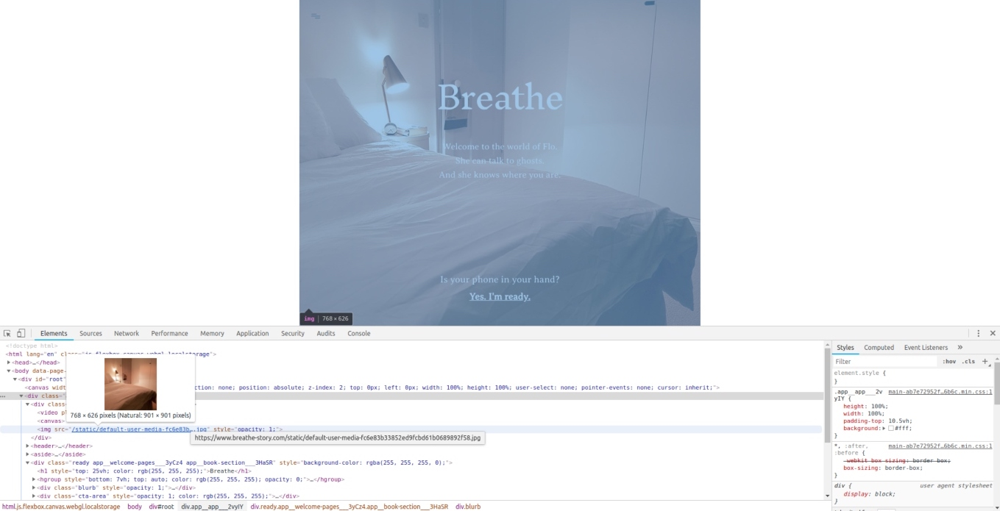 Breathe
Welcome to the world of Flo.
She can talk to ghosts.
And she knows where you are.
Is your phone in your hand?
Yes. I'm ready.
img 768 × 626
Elements Sources Network Performance Memory Application Security Audits Console
<!doctype html>
<html lang="en" class="js flexbox canvas webgl localstorage">
<head>…</head>
<body data-page-
<div id="root"
<canvas widt ction: none; position: absolute; z-index: 2; top: 0px; left: 0px; width: 100%; height: 100%; user-select: none; pointer-events: none; cursor: inherit;">
<div class="
<div class
<video pl
<canvas>
768 × 626 pixels (Natural: 901 × 901 pixels)
<img src="/static/default-user-media-fc6e83b….jpg" style="opacity: 1;">
https://www.breathe-story.com/static/default-user-media-fc6e83b33852ed9fcbd61b0689892f58.jpg
</div>
<header>…</header>
<aside>…</aside>
<div class="ready app__welcome-pages___3yCz4 app__book-section___3HaSR" style="background-color: rgba(255, 255, 255, 0);">
<h1 style="top: 25vh; color: rgb(255, 255, 255);">Breathe</h1>
<hgroup style="bottom: 7vh; top: auto; color: rgb(255, 255, 255); opacity: 0;">…</hgroup>
<div class="blurb" style="opacity: 1;">…</div>
<div class="cta-area" style="opacity: 1; color: rgb(255, 255, 255);">…</div>
html.js.flexbox.canvas.webgl.localstorage body div#root div.app__app___2vyIY div.ready.app__welcome-pages___3yCz4.app__book-section___3HaSR div.blurb
Styles Computed Event Listeners »
Filter :hov .cls +
element.style {
}
.app__app___2v main-ab7e72952f…6b6c.min.css:1
yIY {
height: 100%;
width: 100%;
padding-top: 10.5vh;
background: #fff;
}
*, :after, main-ab7e72952f…6b6c.min.css:1
:before {
-webkit-box-sizing: border-box;
box-sizing: border-box;
}
div { user agent stylesheet
display: block;
}